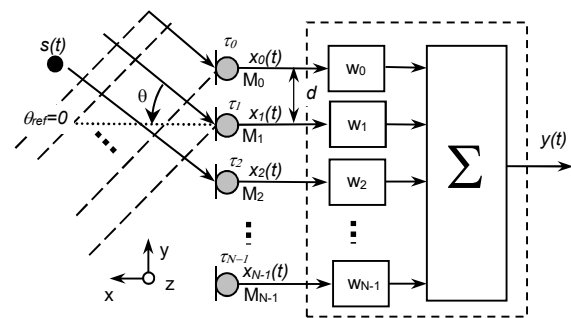 s(t)
τ0
x0(t)
M0
w0
θ
d
θref=0
τ1
x1(t)
M1
w1
Σ
y(t)
τ2
x2(t)
M2
w2
y
x
z
τN−1
xN-1(t)
MN-1
wN-1